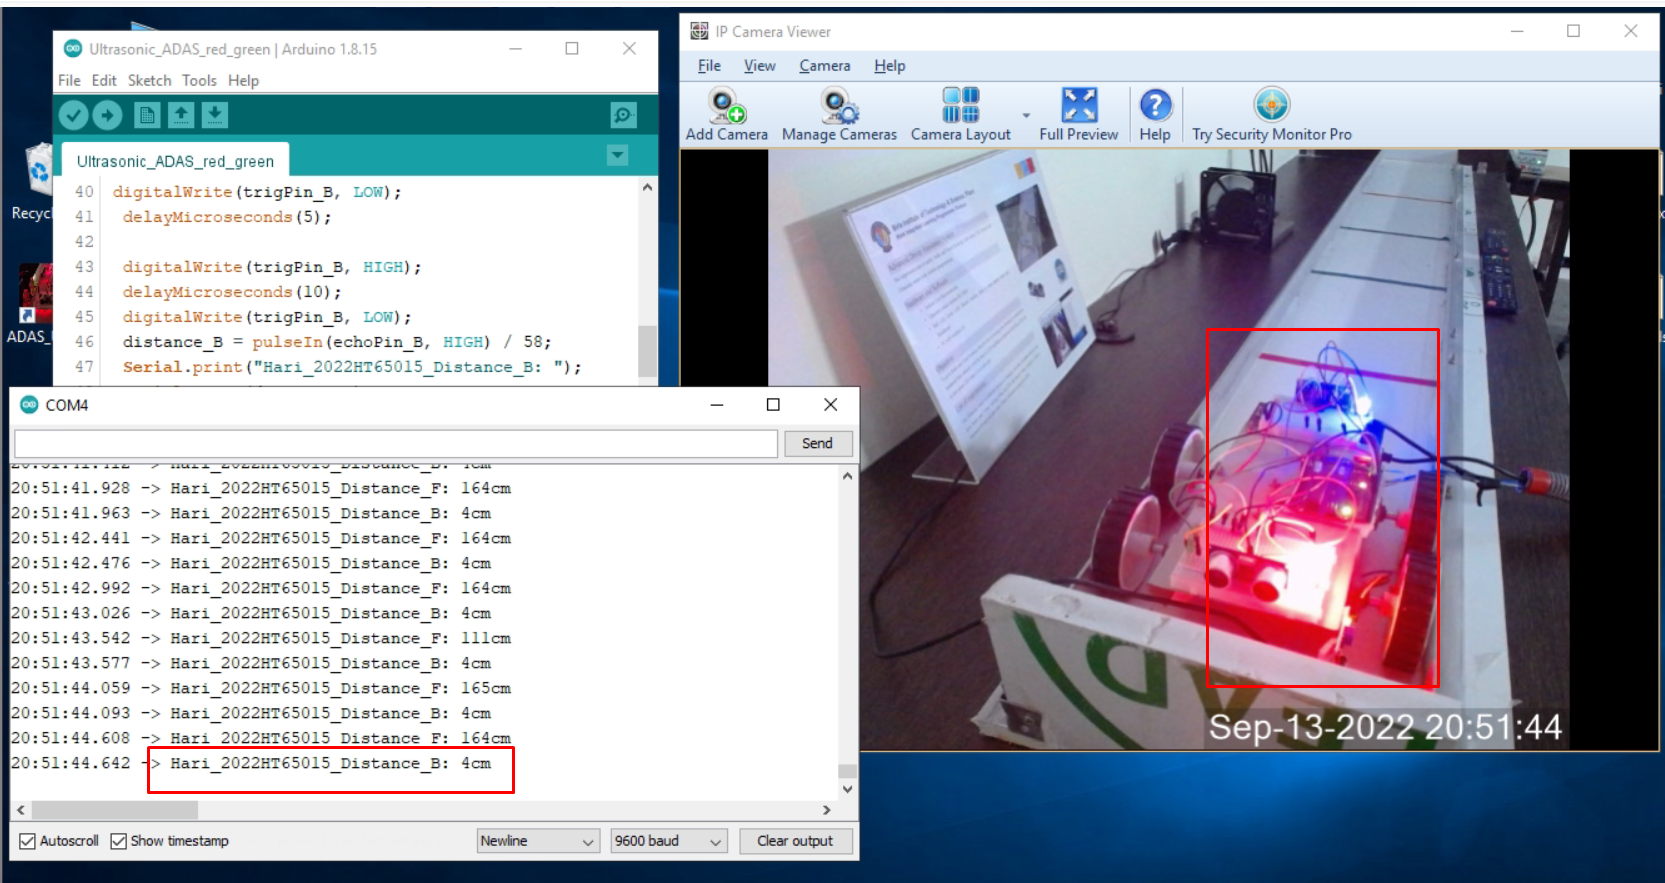 Ultrasonic_ADAS_red_green | Arduino 1.8.15
File Edit Sketch Tools Help
Ultrasonic_ADAS_red_green
40 digitalWrite(trigPin_B, LOW);
41 delayMicroseconds(5);
42
43 digitalWrite(trigPin_B, HIGH);
44 delayMicroseconds(10);
45 digitalWrite(trigPin_B, LOW);
46 distance_B = pulseIn(echoPin_B, HIGH) / 58;
47 Serial.print("Hari_2022HT65015_Distance_B: ");
Recycl
ADAS_
IP Camera Viewer
File View Camera Help
Add Camera Manage Cameras Camera Layout Full Preview Help Try Security Monitor Pro
Sep-13-2022 20:51:44
COM4
Send
20:51:41.412 -> Hari_2022HT65015_Distance_B: 4cm
20:51:41.928 -> Hari_2022HT65015_Distance_F: 164cm
20:51:41.963 -> Hari_2022HT65015_Distance_B: 4cm
20:51:42.441 -> Hari_2022HT65015_Distance_F: 164cm
20:51:42.476 -> Hari_2022HT65015_Distance_B: 4cm
20:51:42.992 -> Hari_2022HT65015_Distance_F: 164cm
20:51:43.026 -> Hari_2022HT65015_Distance_B: 4cm
20:51:43.542 -> Hari_2022HT65015_Distance_F: 111cm
20:51:43.577 -> Hari_2022HT65015_Distance_B: 4cm
20:51:44.059 -> Hari_2022HT65015_Distance_F: 165cm
20:51:44.093 -> Hari_2022HT65015_Distance_B: 4cm
20:51:44.608 -> Hari_2022HT65015_Distance_F: 164cm
20:51:44.642 -> Hari_2022HT65015_Distance_B: 4cm
Autoscroll Show timestamp Newline 9600 baud Clear output